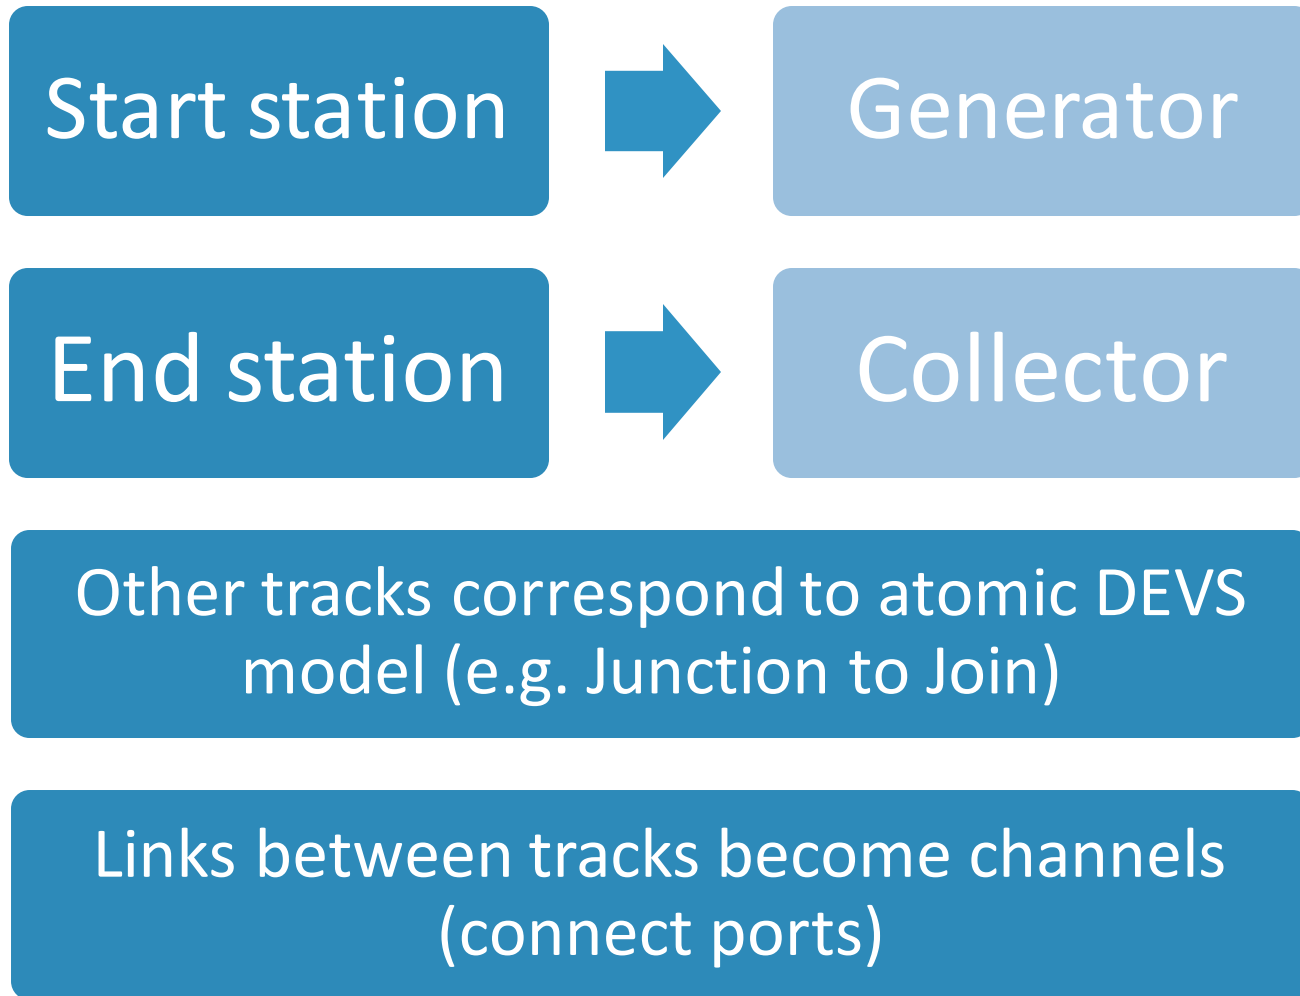 Start station
Generator
End station
Collector
Other tracks correspond to atomic DEVS
model (e.g. Junction to Join)
Links between tracks become channels
(connect ports)